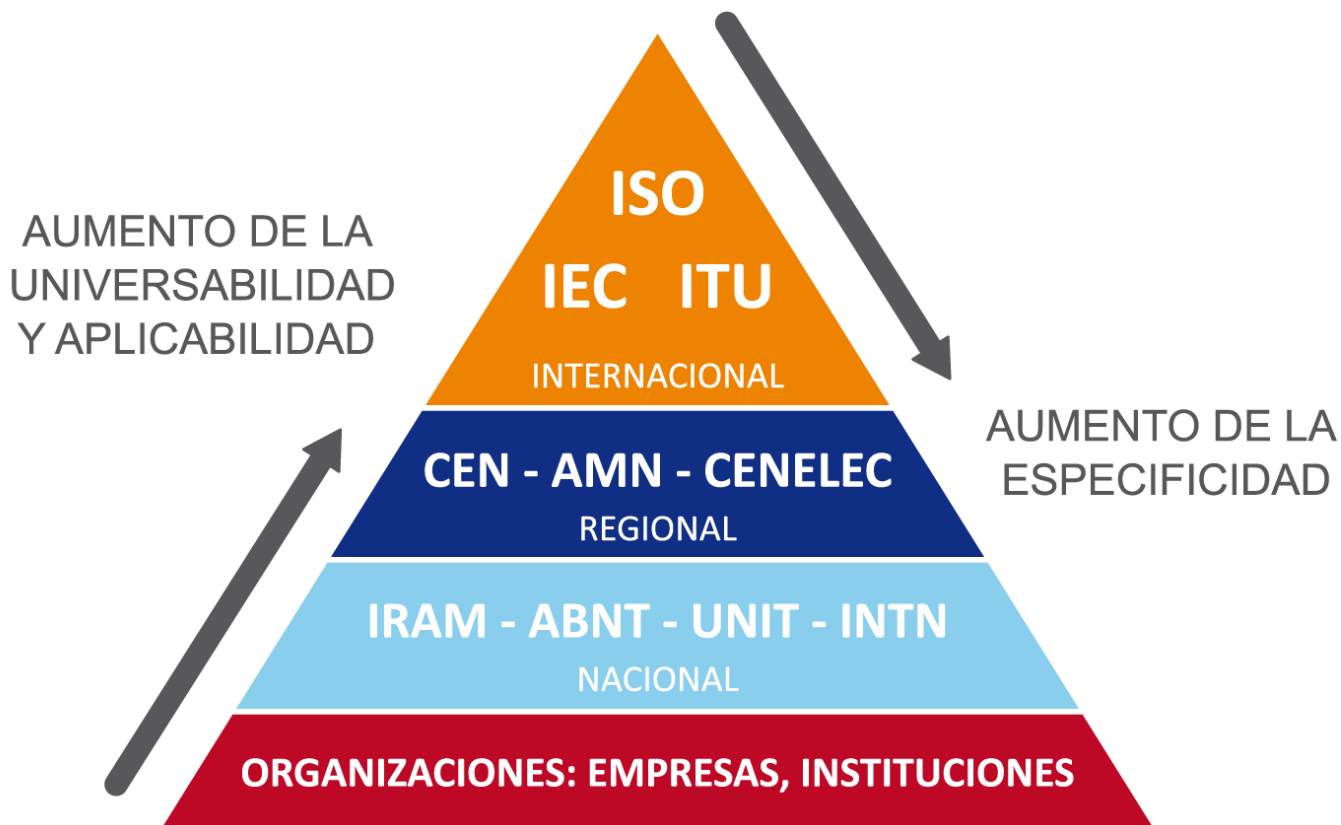 AUMENTO DE LA
UNIVERSABILIDAD
Y APLICABILIDAD
ISO
IEC ITU
INTERNACIONAL
CEN - AMN - CENELEC
REGIONAL
IRAM - ABNT - UNIT - INTN
NACIONAL
ORGANIZACIONES: EMPRESAS, INSTITUCIONES
AUMENTO DE LA
ESPECIFICIDAD